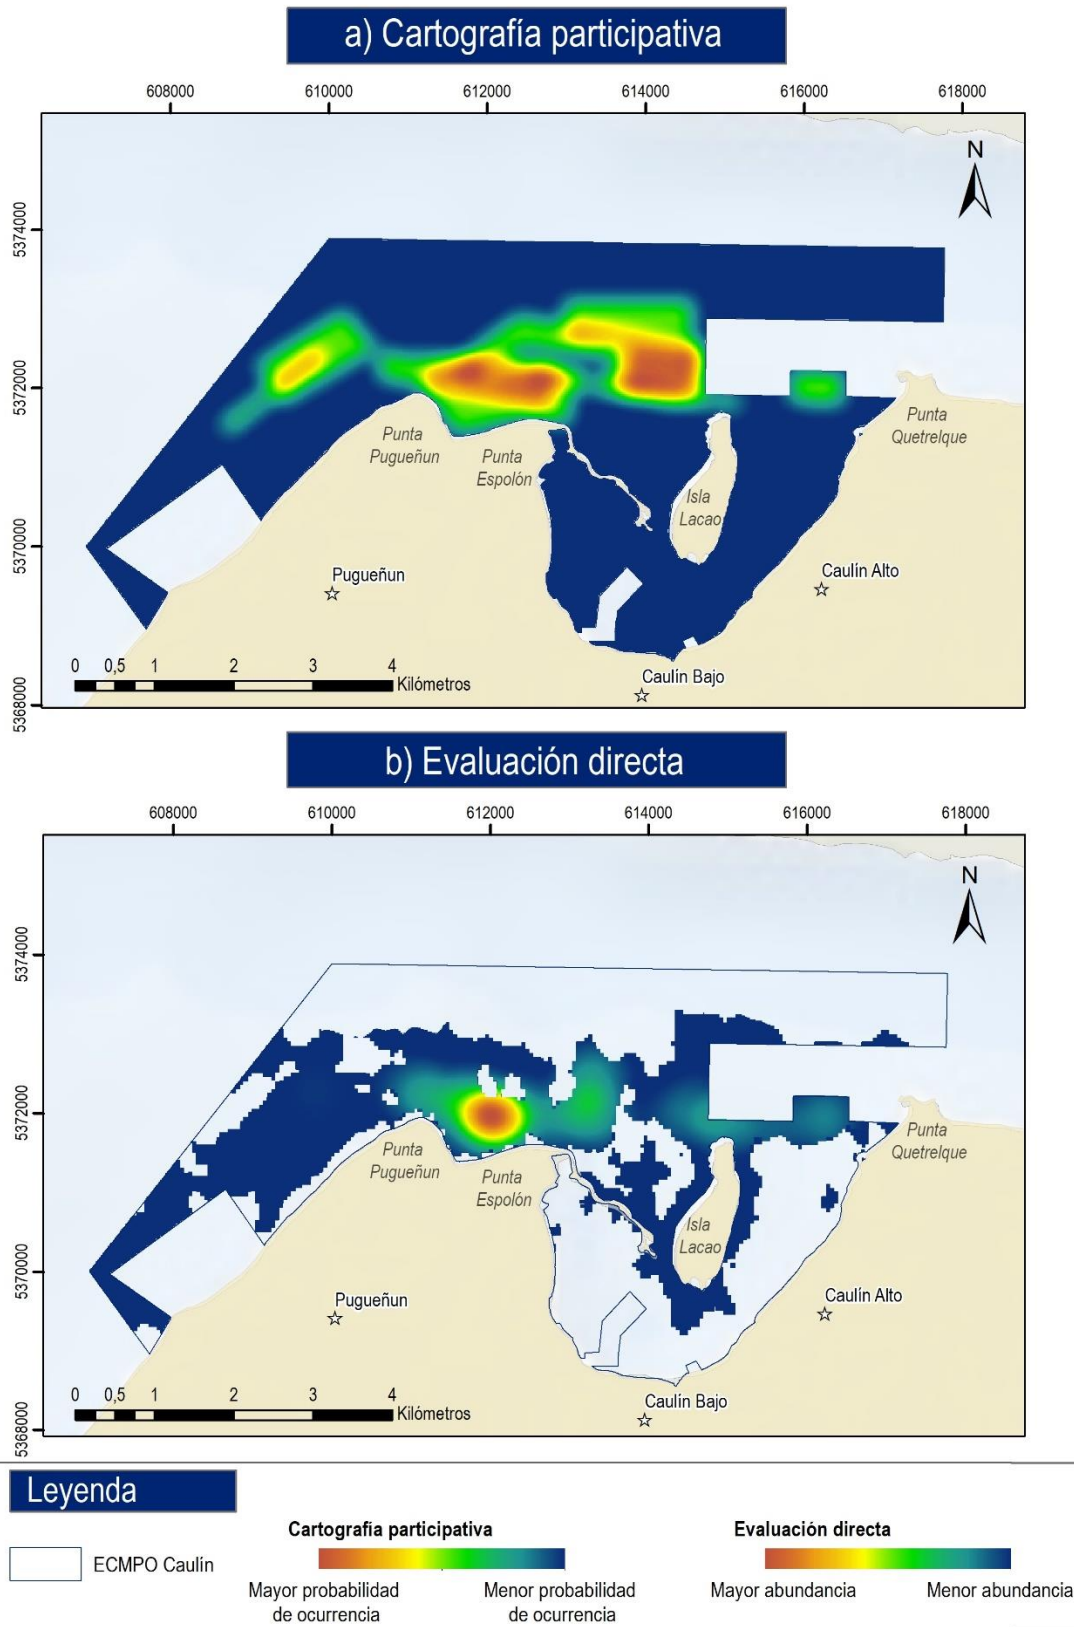 a) Cartografía participativa
608000 610000 612000 614000 616000 618000
N
5374000
5372000
5370000
5368000
Punta
Pugueñun
Punta
Espolón
Isla
Lacao
Punta
Quetrelque
Pugueñun
Caulín Alto
Caulín Bajo
0 0,5 1 2 3 4
Kilómetros
b) Evaluación directa
608000 610000 612000 614000 616000 618000
N
5374000
5372000
5370000
5368000
Punta
Pugueñun
Punta
Espolón
Isla
Lacao
Punta
Quetrelque
Pugueñun
Caulín Alto
Caulín Bajo
0 0,5 1 2 3 4
Kilómetros
Leyenda
ECMPO Caulín
Cartografia participativa
Mayor probabilidad
de ocurrencia
Menor probabilidad
de ocurrencia
Evaluación directa
Mayor abundancia
Menor abundancia